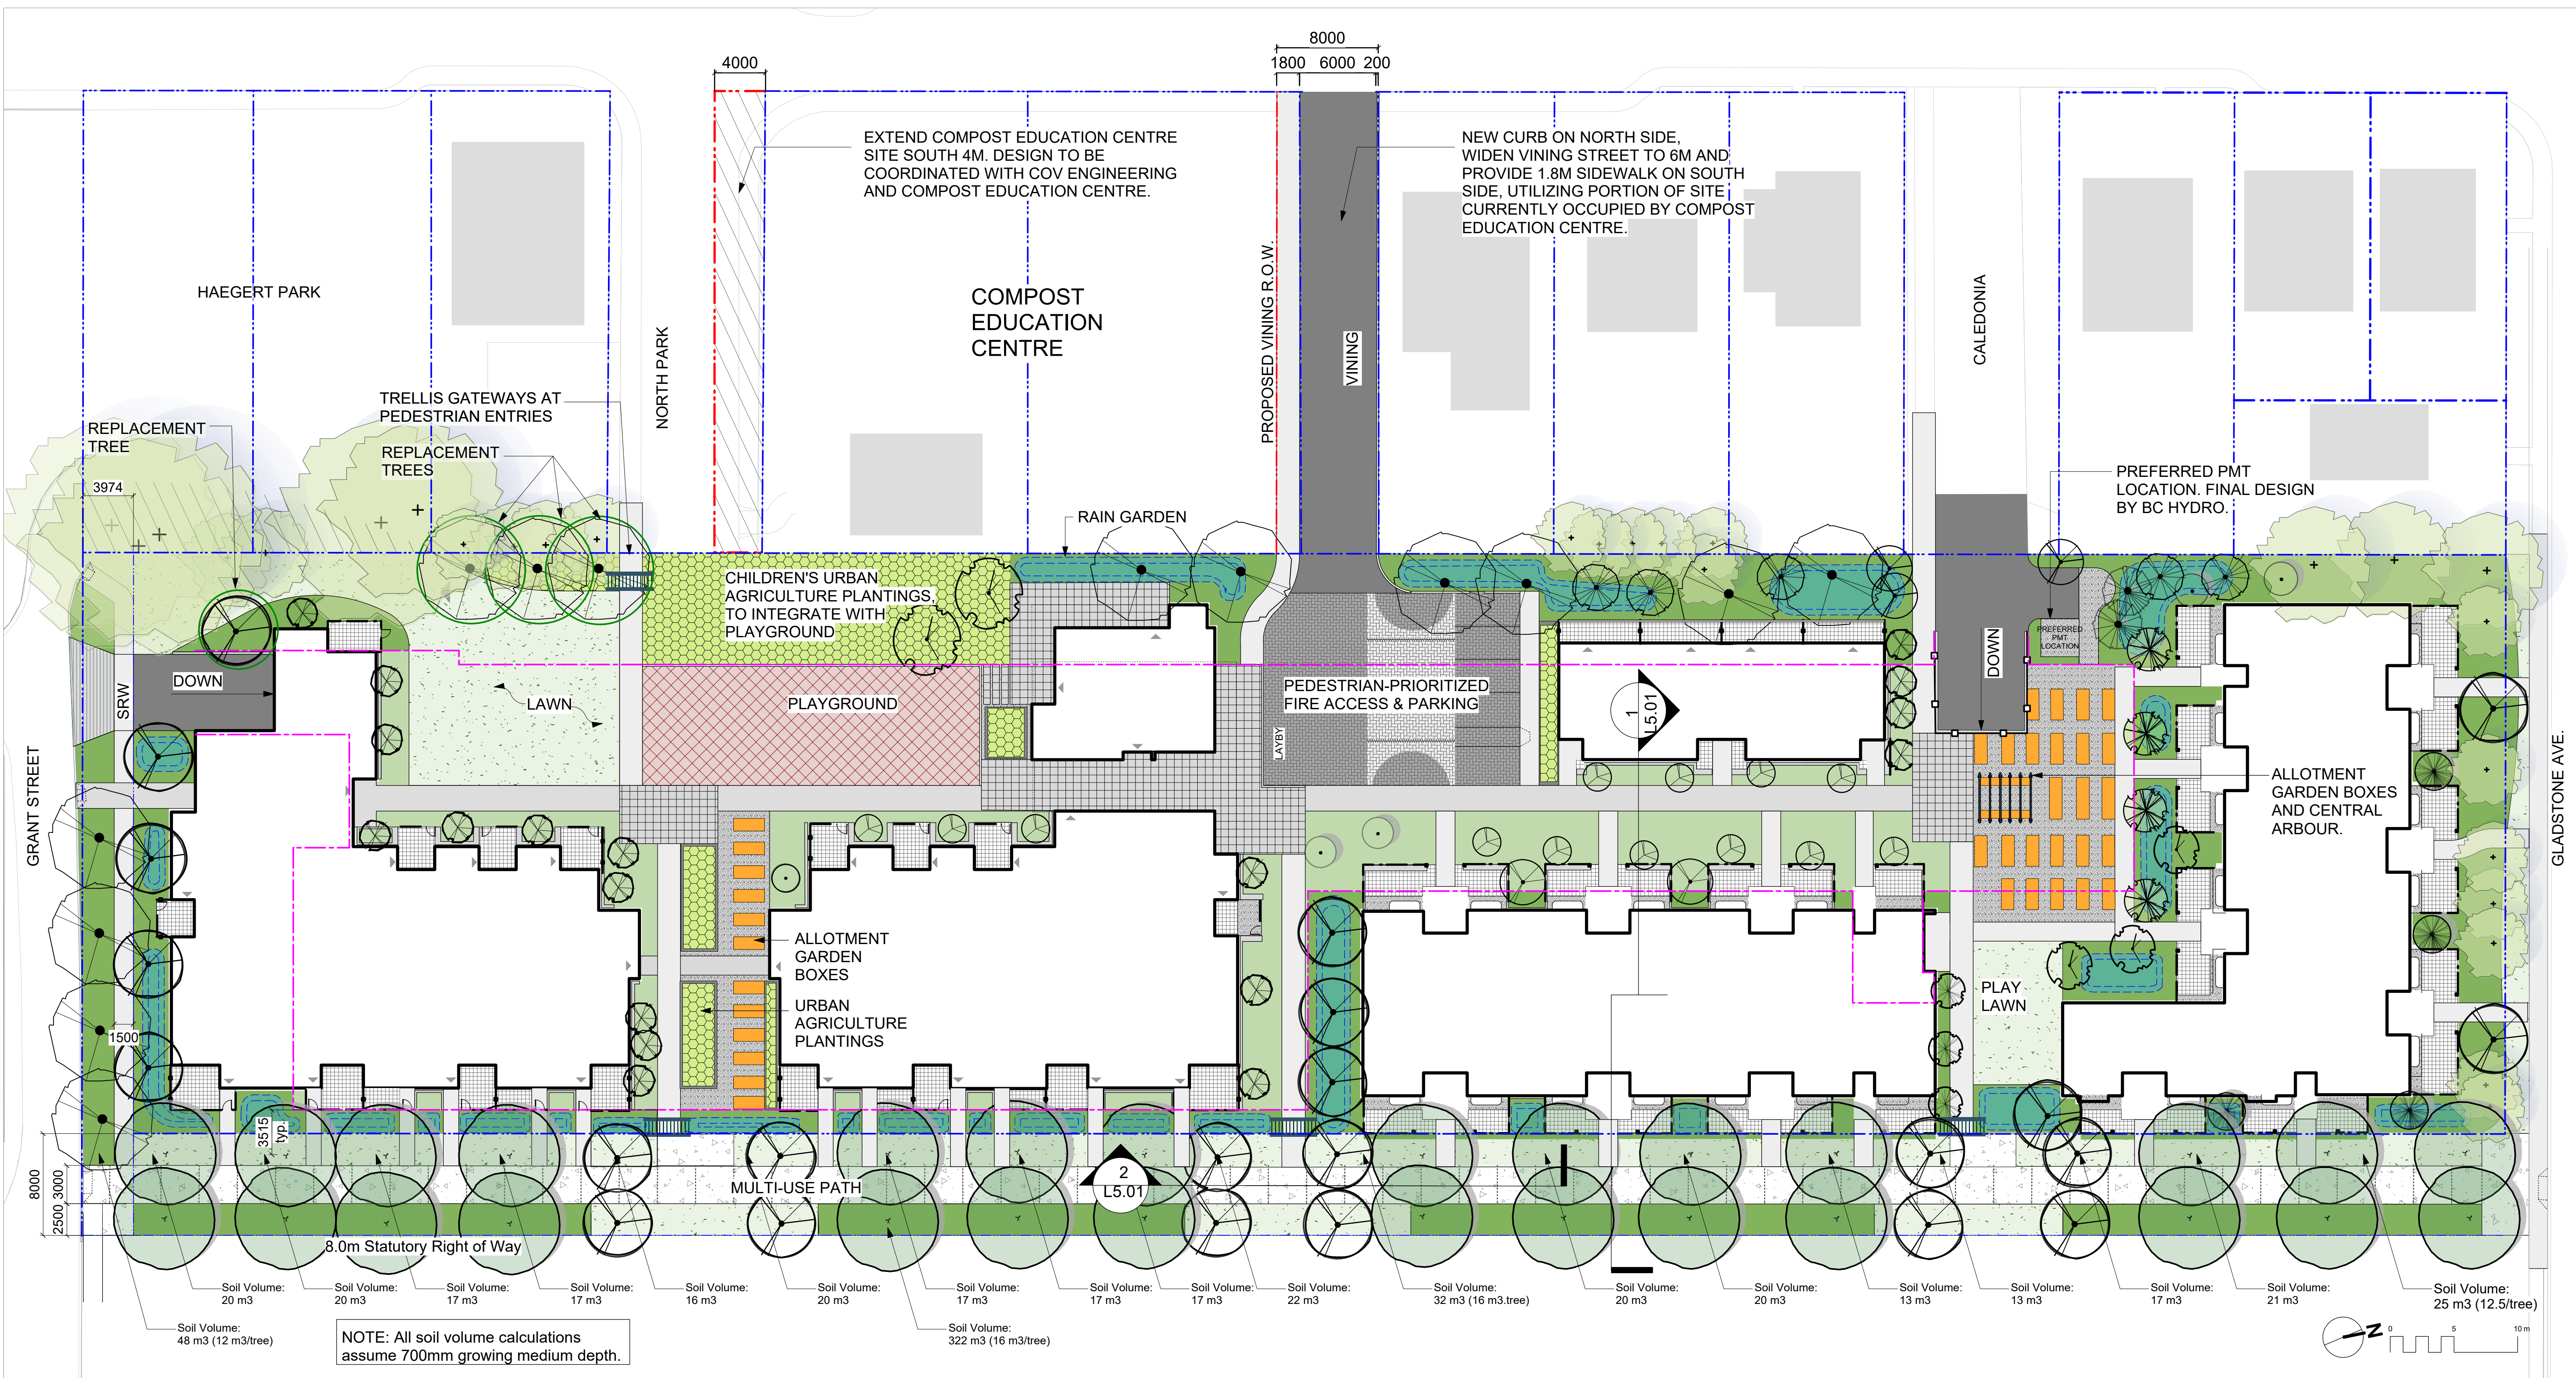 8000
4000
1800 6000 200
EXTEND COMPOST EDUCATION CENTRE
SITE SOUTH 4M. DESIGN TO BE
COORDINATED WITH COV ENGINEERING
AND COMPOST EDUCATION CENTRE.
NEW CURB ON NORTH SIDE,
WIDEN VINING STREET TO 6M AND
PROVIDE 1.8M SIDEWALK ON SOUTH
SIDE, UTILIZING PORTION OF SITE
CURRENTLY OCCUPIED BY COMPOST
EDUCATION CENTRE.
HAEGERT PARK
COMPOST
EDUCATION
CENTRE
NORTH PARK
PROPOSED VINING R.O.W.
VINING
CALEDONIA
TRELLIS GATEWAYS AT
PEDESTRIAN ENTRIES
REPLACEMENT
TREE
REPLACEMENT
TREES
3974
PREFERRED PMT
LOCATION. FINAL DESIGN
BY BC HYDRO.
RAIN GARDEN
CHILDREN'S URBAN
AGRICULTURE PLANTINGS,
TO INTEGRATE WITH
PLAYGROUND
PREFERRED
PMT
LOCATION
DOWN
SRW
LAWN
PLAYGROUND
PEDESTRIAN-PRIORITIZED
FIRE ACCESS & PARKING
LAYBY
1
L5.01
DOWN
GRANT STREET
GLADSTONE AVE.
ALLOTMENT
GARDEN BOXES
AND CENTRAL
ARBOUR.
ALLOTMENT
GARDEN
BOXES
URBAN
AGRICULTURE
PLANTINGS
PLAY
LAWN
1500
3515
typ.
8000
2500 3000
MULTI-USE PATH
2
L5.01
8.0m Statutory Right of Way
Soil Volume:
20 m3
Soil Volume:
20 m3
Soil Volume:
17 m3
Soil Volume:
17 m3
Soil Volume:
16 m3
Soil Volume:
20 m3
Soil Volume:
17 m3
Soil Volume:
17 m3
Soil Volume:
17 m3
Soil Volume:
22 m3
Soil Volume:
32 m3 (16 m3.tree)
Soil Volume:
20 m3
Soil Volume:
20 m3
Soil Volume:
13 m3
Soil Volume:
13 m3
Soil Volume:
17 m3
Soil Volume:
21 m3
Soil Volume:
25 m3 (12.5/tree)
Soil Volume:
48 m3 (12 m3/tree)
NOTE: All soil volume calculations
assume 700mm growing medium depth.
Soil Volume:
322 m3 (16 m3/tree)
N
0 5 10 m